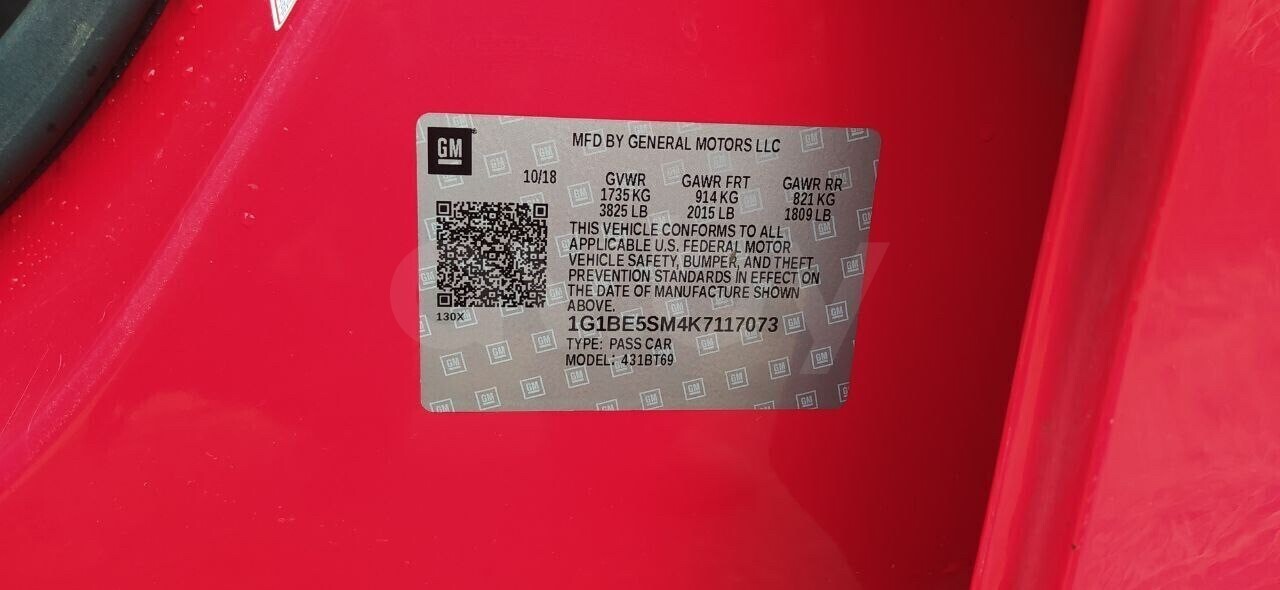 GM
MFD BY GENERAL MOTORS LLC
10/18 GVWR GAWR FRT GAWR RR
1735 KG 914 KG 821 KG
3825 LB 2015 LB 1809 LB
THIS VEHICLE CONFORMS TO ALL
APPLICABLE U.S. FEDERAL MOTOR
VEHICLE SAFETY, BUMPER, AND THEFT
PREVENTION STANDARDS IN EFFECT ON
THE DATE OF MANUFACTURE SHOWN
ABOVE.
130X
1G1BE5SM4K7117073
TYPE: PASS CAR
MODEL: 431BT69